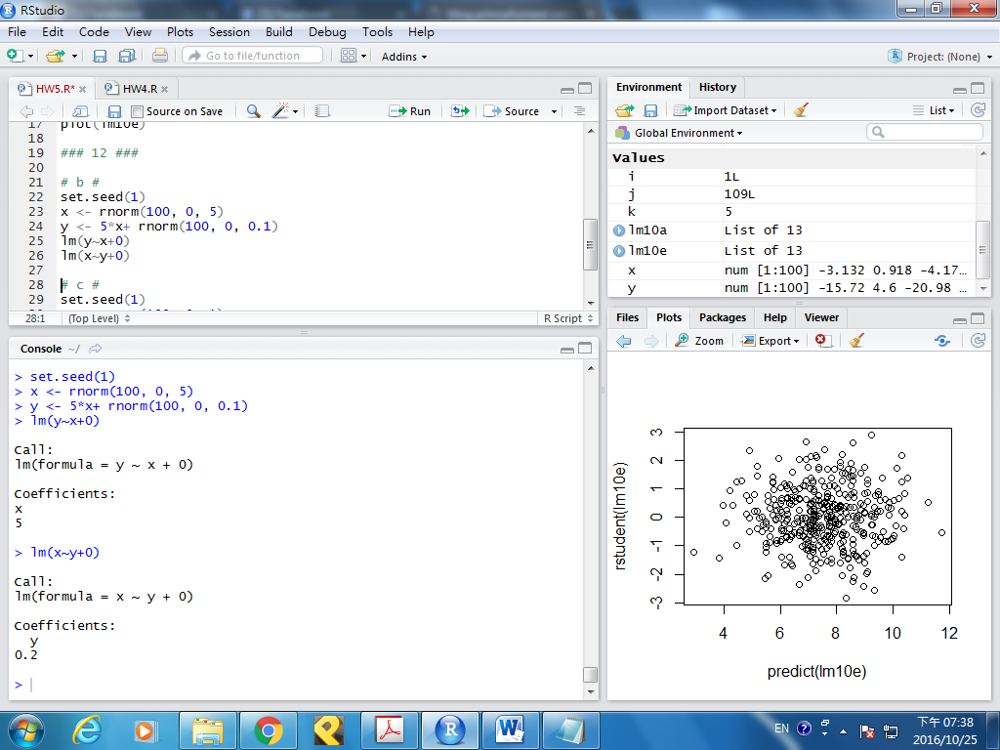 RStudio
File Edit Code View Plots Session Build Debug Tools Help
Go to file/function Addins Project: (None)
HW5.R* HW4.R
Source on Save Run Source
17 plot(lm10e)
18
19 ### 12 ###
20
21 # b #
22 set.seed(1)
23 x <- rnorm(100, 0, 5)
24 y <- 5*x+ rnorm(100, 0, 0.1)
25 lm(y~x+0)
26 lm(x~y+0)
27
28 # c #
29 set.seed(1)
28:1 (Top Level) R Script
Console ~/
> set.seed(1)
> x <- rnorm(100, 0, 5)
> y <- 5*x+ rnorm(100, 0, 0.1)
> lm(y~x+0)
Call:
lm(formula = y ~ x + 0)
Coefficients:
x
5
> lm(x~y+0)
Call:
lm(formula = x ~ y + 0)
Coefficients:
y
0.2
>
Environment History
Import Dataset List
Global Environment
values
i 1L
j 109L
k 5
lm10a List of 13
lm10e List of 13
x num [1:100] -3.132 0.918 -4.17…
y num [1:100] -15.72 4.6 -20.98 …
Files Plots Packages Help Viewer
Zoom Export
rstudent(lm10e)
3
2
1
0
-1
-2
-3
4 6 8 10 12
predict(lm10e)
EN
下午 07:38
2016/10/25